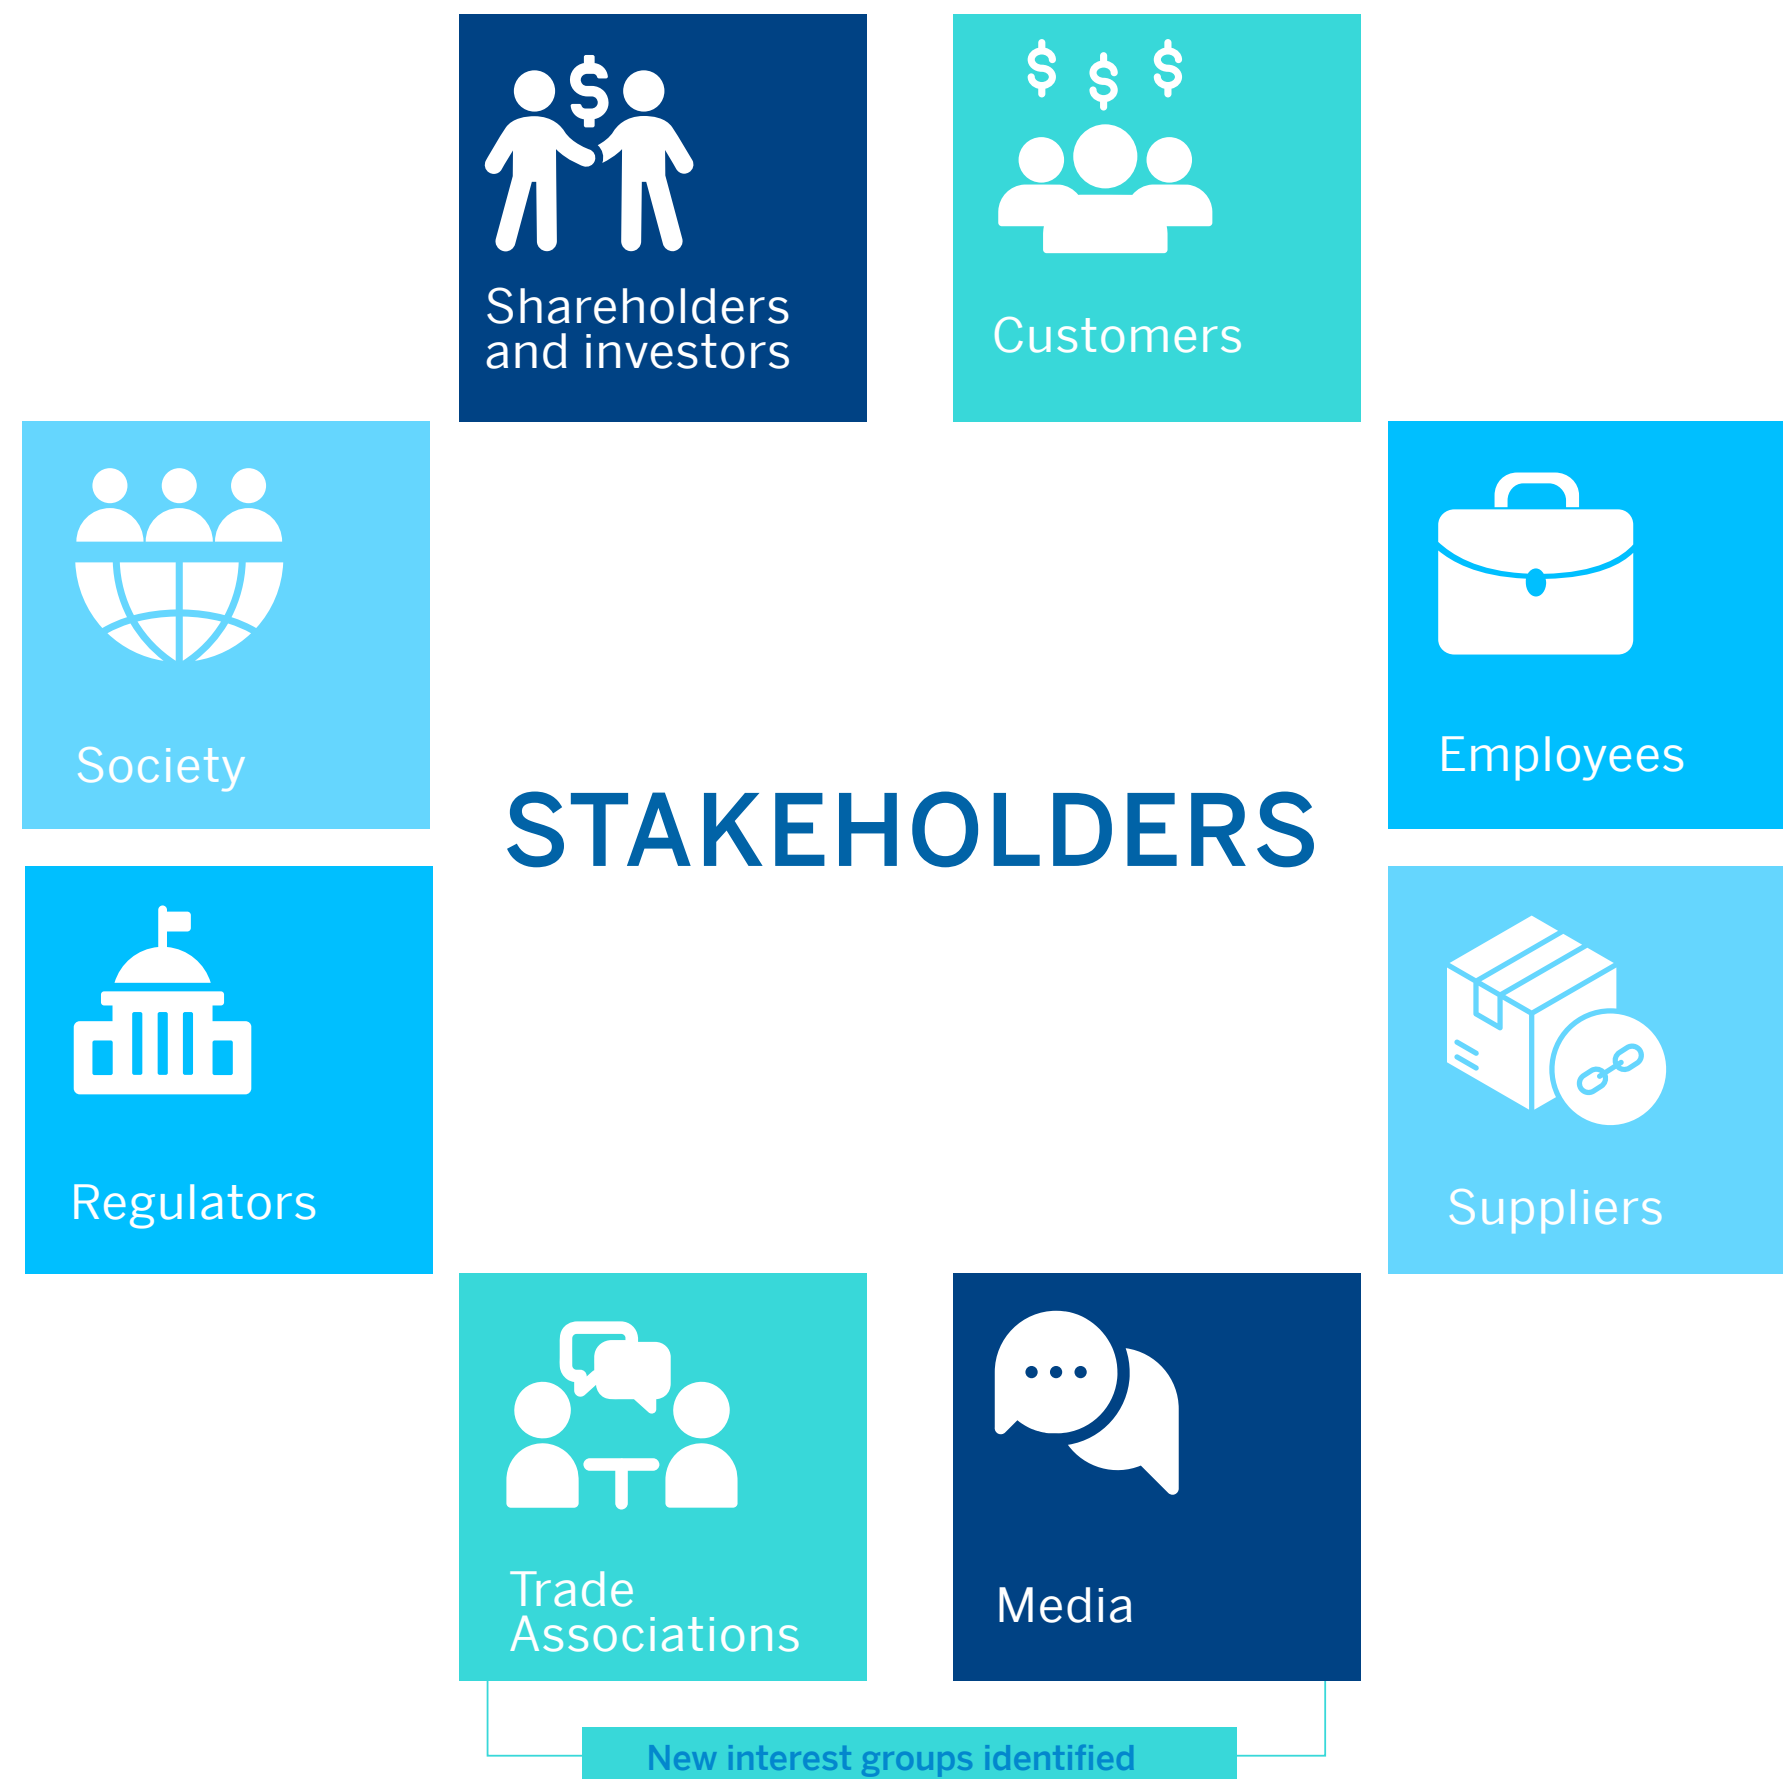 Shareholders
and investors
Customers
Society
Employees
STAKEHOLDERS
Regulators
Suppliers
Trade
Associations
Media
New interest groups identified